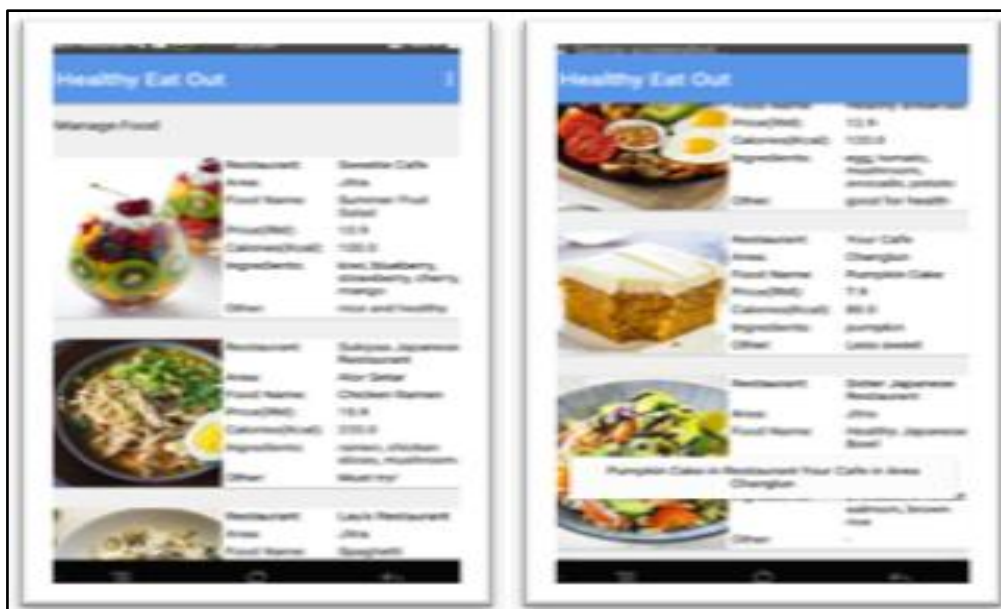 Healthy Eat Out
Manage Food
Restaurant: Sweetie Cafe
Area: Jitra
Food Name: Summer Fruit
Salad
Price(RM):
Calories(Kcal): 100.0
Ingredients: kiwi, blueberry,
strawberry, cherry,
mango
Other: nice and healthy
Restaurant: Japanese
Restaurant
Area: Alor Setar
Food Name: Chicken Ramen
Price(RM):
Calories(Kcal):
Ingredients: ramen, chicken
slices, mushroom
Other: Must try!
Restaurant: Lau's Restaurant
Area: Jitra
Food Name: Spaghetti
Healthy Eat Out
Food Name: Healthy Breakfast
Price(RM): 12.9
Calories(Kcal):
Ingredients: egg, tomato,
mushroom,
avocado, potato
Other: good for health
Restaurant: Your Cafe
Area: Changlun
Food Name: Pumpkin Cake
Price(RM): 7.9
Calories(Kcal):
Ingredients: pumpkin
Other: Less sweet
Restaurant: Japanese
Restaurant
Area: Jitra
Food Name: Healthy Japanese
Bowl
Pumpkin Cake in Restaurant Your Cafe in Area
Changlun
salmon, brown
rice
Other: -